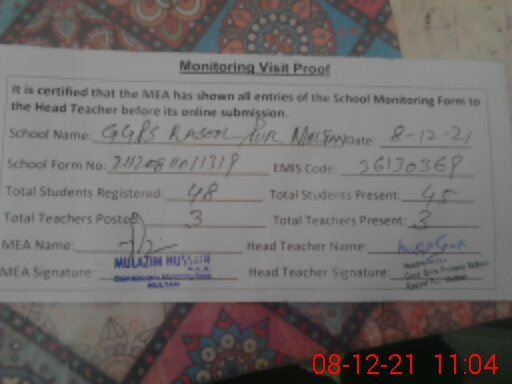 Monitoring Visit Proof
It is certified that the MEA has shown all entries of the School Monitoring Form to
the Head Teacher before its online submission.
School Name: GGPS RASOOL PUR MULTAN Date: 8-12-21
School Form No: EMIS Code: 36130369
Total Students Registered: 48 Total Students Present: 45
Total Teachers Posted 3 Total Teachers Present: 3
MEA Name: Head Teacher Name:
MEA Signature: MULAZIM HUSSAIN Head Teacher Signature:
MULTAN
08-12-21 11:04